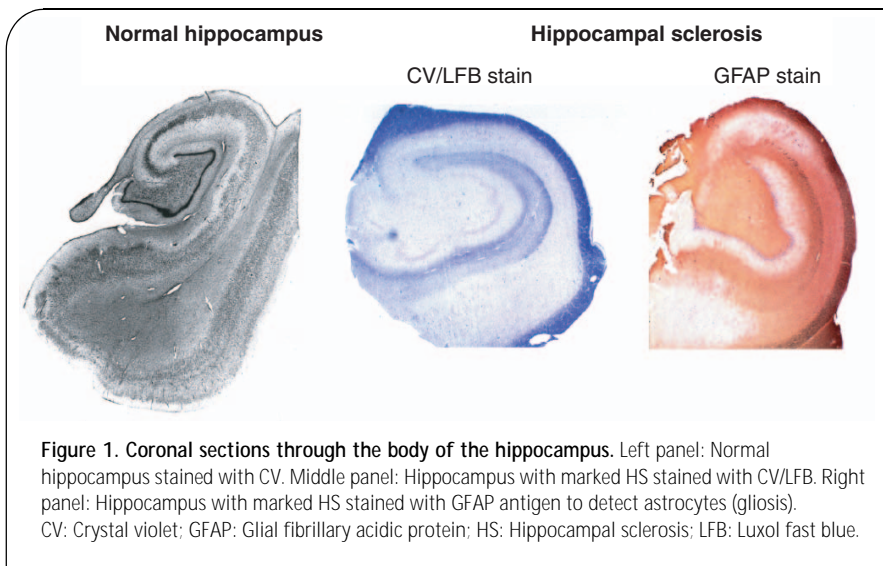 Normal hippocampus
Hippocampal sclerosis
CV/LFB stain
GFAP stain
Figure 1. Coronal sections through the body of the hippocampus. Left panel: Normal
hippocampus stained with CV. Middle panel: Hippocampus with marked HS stained with CV/LFB. Right
panel: Hippocampus with marked HS stained with GFAP antigen to detect astrocytes (gliosis).
CV: Crystal violet; GFAP: Glial fibrillary acidic protein; HS: Hippocampal sclerosis; LFB: Luxol fast blue.